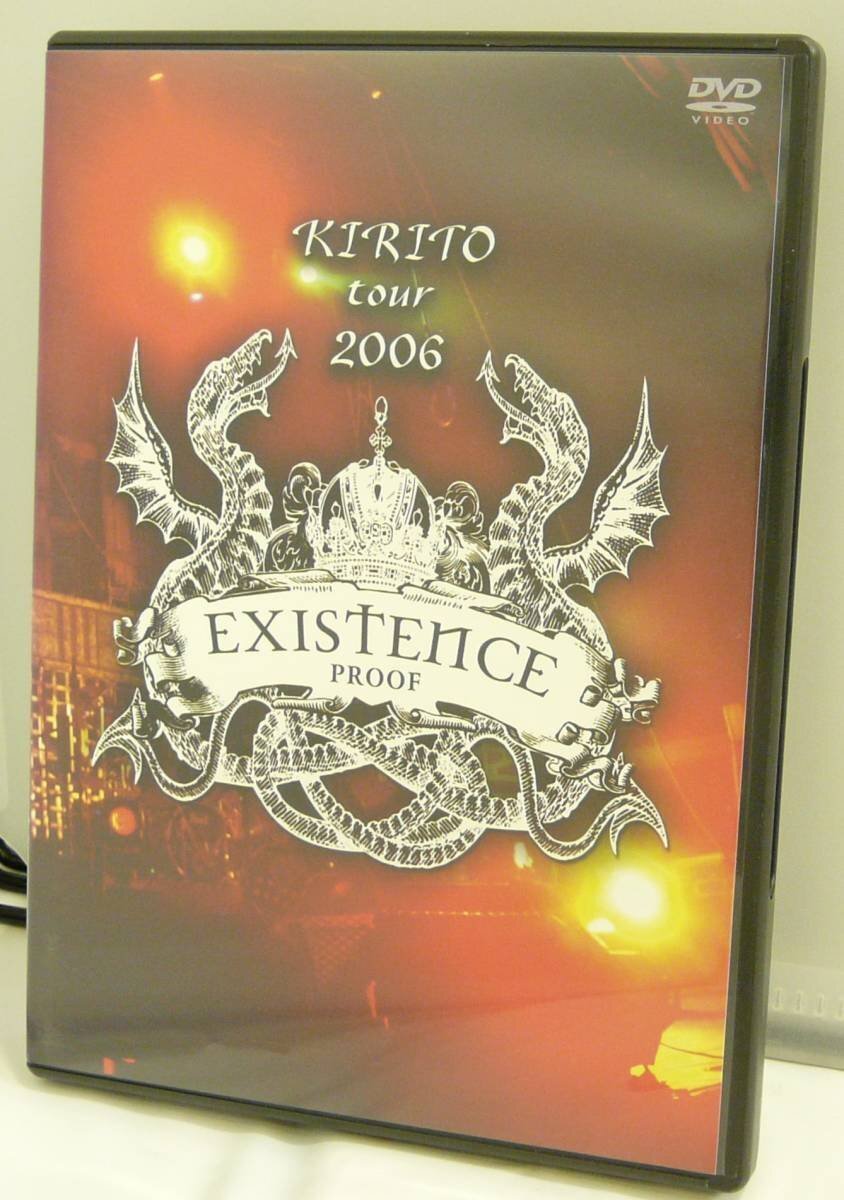 DVD
VIDEO
KIRITO
tour
2006
EXISTENCE
PROOF